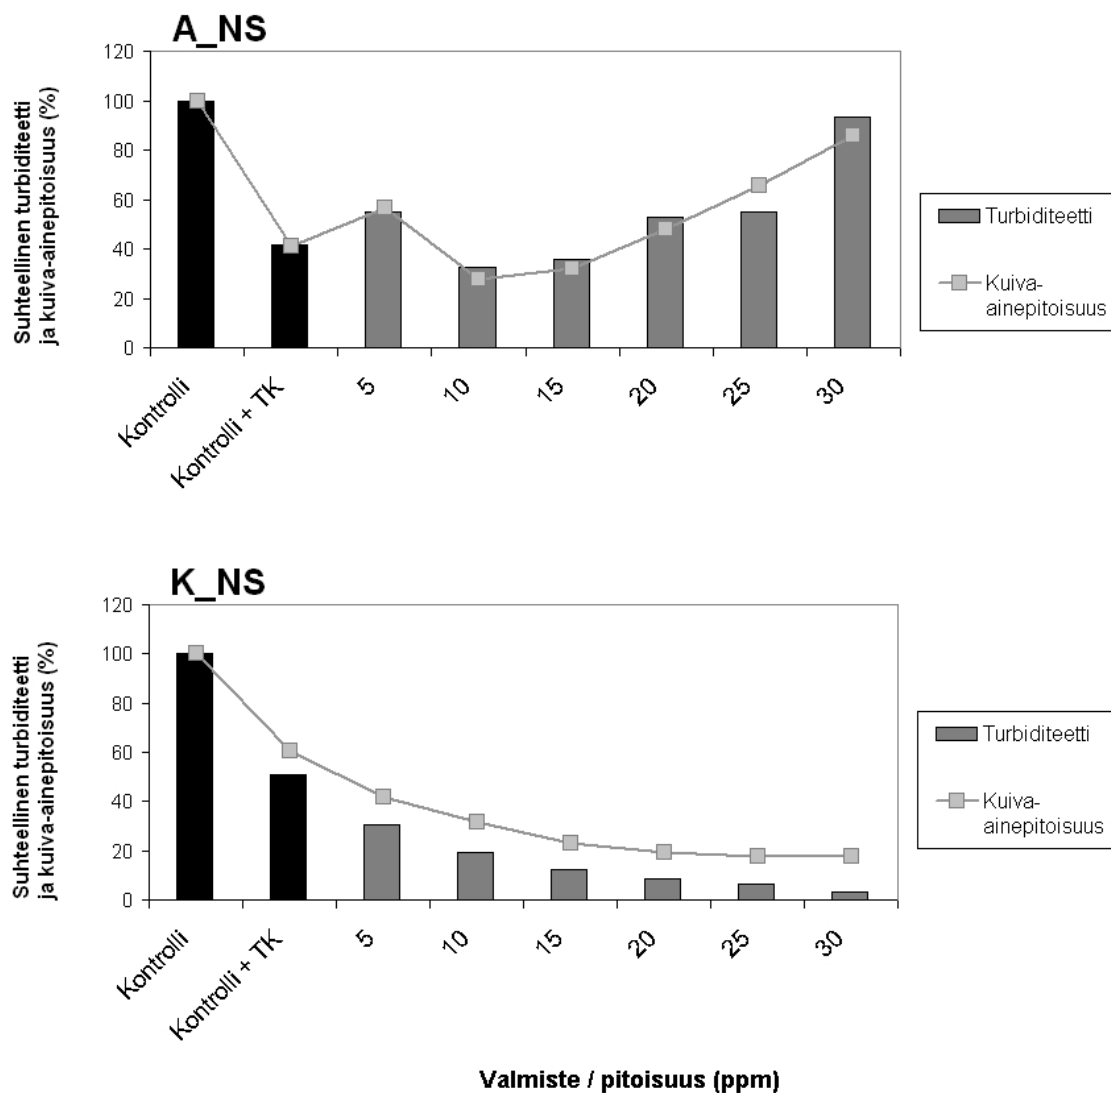 A_NS
Suhteellinen turbiditeetti
ja kuiva-ainepitoisuus (%)
120
100
80
60
40
20
0
Kontrolli
Kontrolli + TK
5
10
15
20
25
30
Turbiditeetti
Kuiva-
ainepitoisuus
K_NS
Suhteellinen turbiditeetti
ja kuiva-ainepitoisuus (%)
120
100
80
60
40
20
0
Kontrolli
Kontrolli + TK
5
10
15
20
25
30
Turbiditeetti
Kuiva-
ainepitoisuus
Valmiste / pitoisuus (ppm)